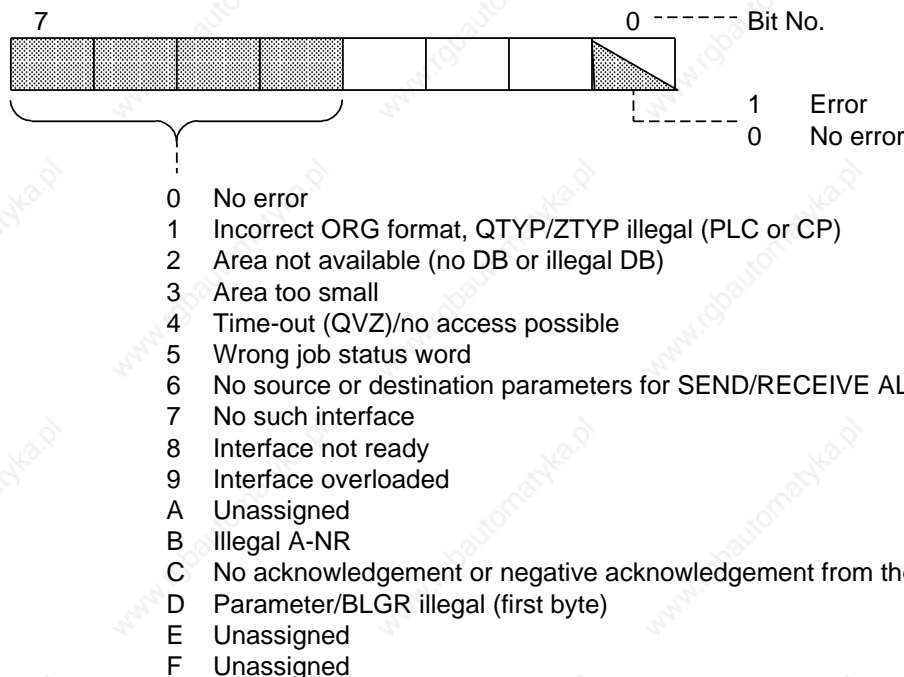 7 0 Bit No.
1 Error
0 No error
0 No error
1 Incorrect ORG format, QTYP/ZTYP illegal (PLC or CP)
2 Area not available (no DB or illegal DB)
3 Area too small
4 Time-out (QVZ)/no access possible
5 Wrong job status word
6 No source or destination parameters for SEND/RECEIVE AL
7 No such interface
8 Interface not ready
9 Interface overloaded
A Unassigned
B Illegal A-NR
C No acknowledgement or negative acknowledgement from the
D Parameter/BLGR illegal (first byte)
E Unassigned
F Unassigned
www.rgbautomatyka.pl